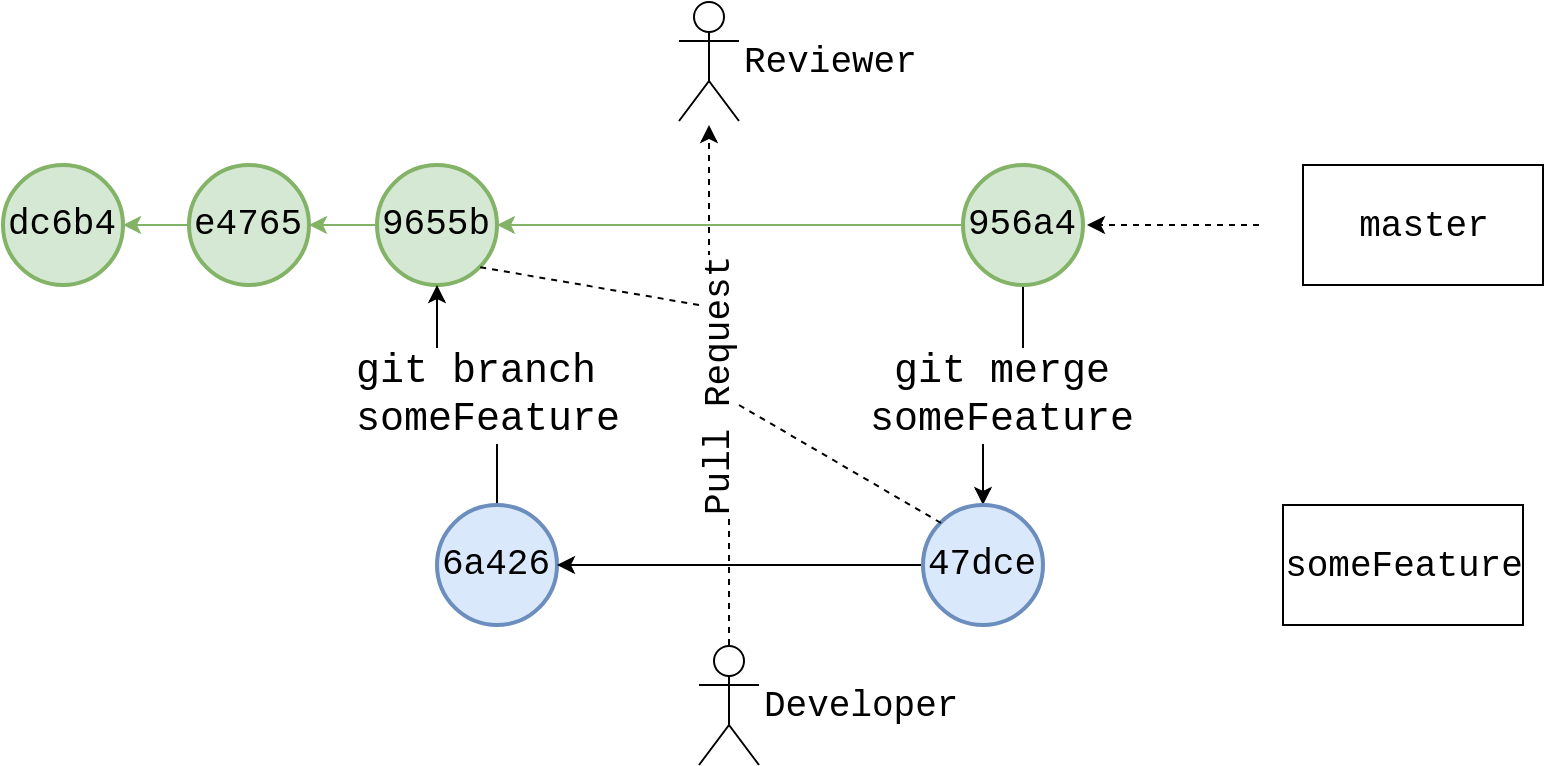 Reviewer
dc6b4
e4765
9655b
956a4
master
Pull Request
git branch
someFeature
git merge
someFeature
6a426
47dce
someFeature
Developer